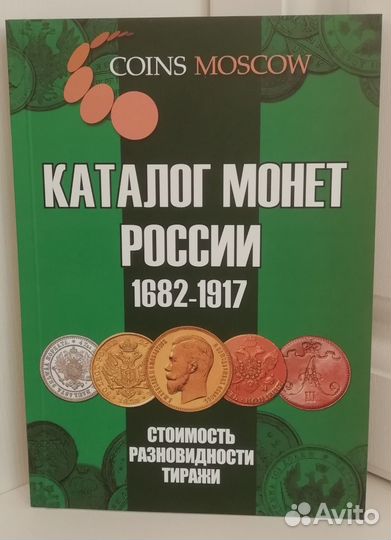 COINS MOSCOW
КАТАЛОГ МОНЕТ
РОССИИ
1682-1917
СТОИМОСТЬ
РАЗНОВИДНОСТИ
ТИРАЖИ
Avito